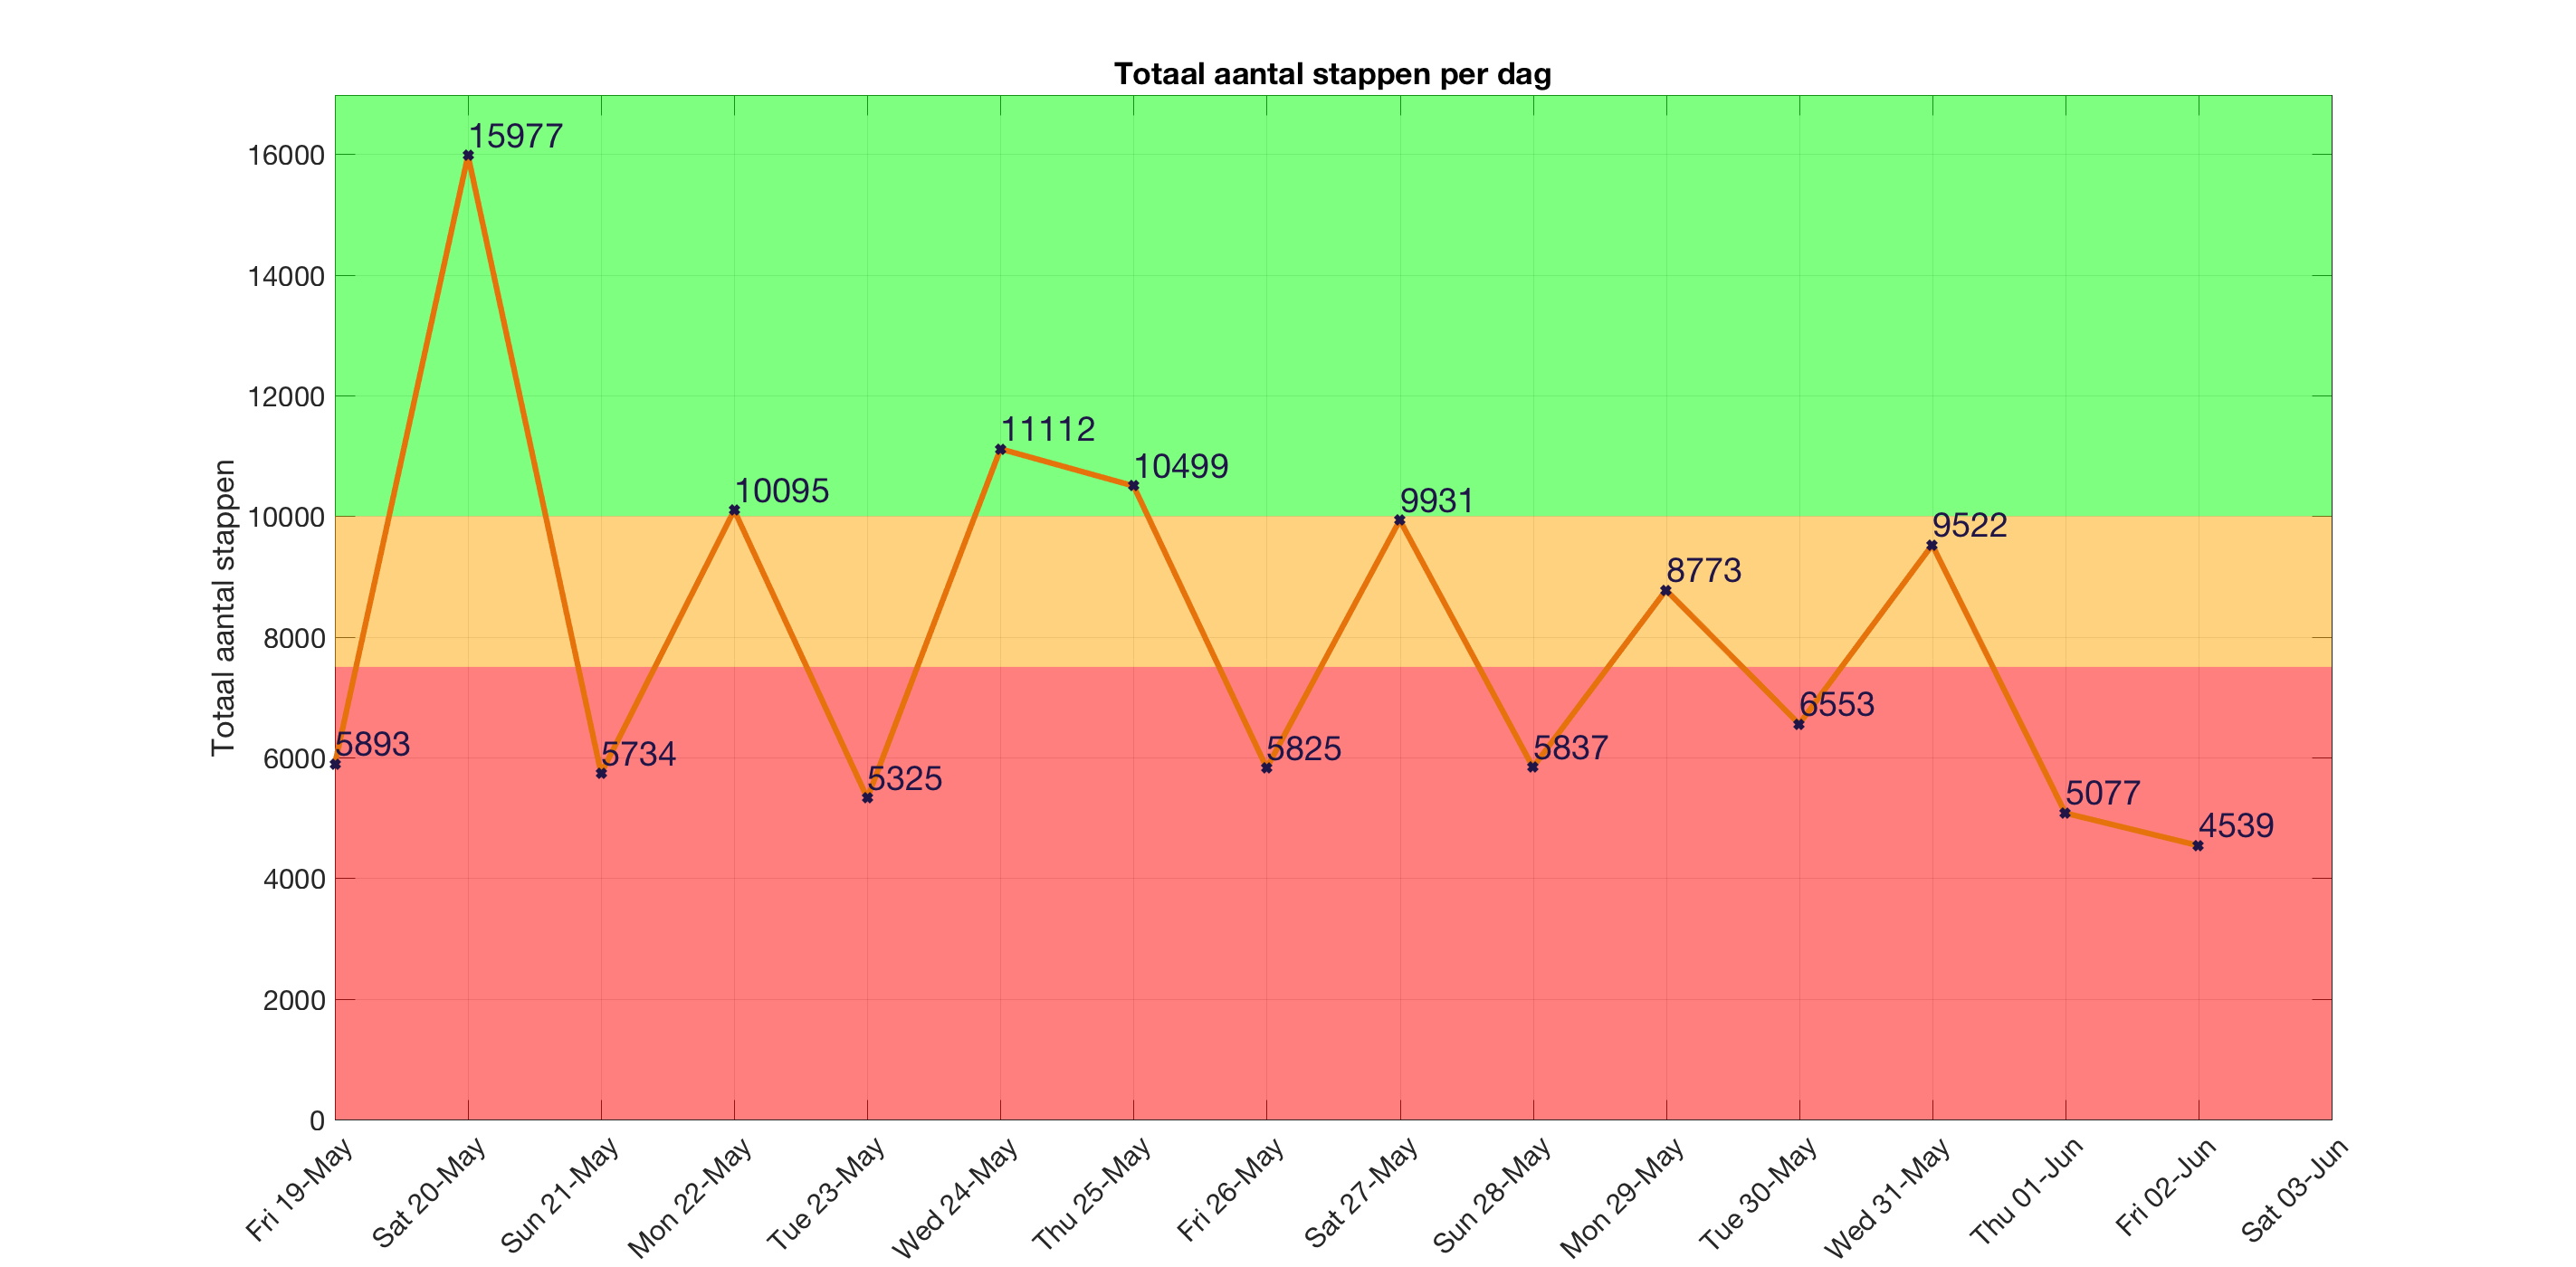 Totaal aantal stappen per dag
Totaal aantal stappen
16000
14000
12000
10000
8000
6000
4000
2000
0
5893
15977
5734
10095
5325
11112
10499
5825
9931
5837
8773
6553
9522
5077
4539
Fri 19-May
Sat 20-May
Sun 21-May
Mon 22-May
Tue 23-May
Wed 24-May
Thu 25-May
Fri 26-May
Sat 27-May
Sun 28-May
Mon 29-May
Tue 30-May
Wed 31-May
Thu 01-Jun
Fri 02-Jun
Sat 03-Jun